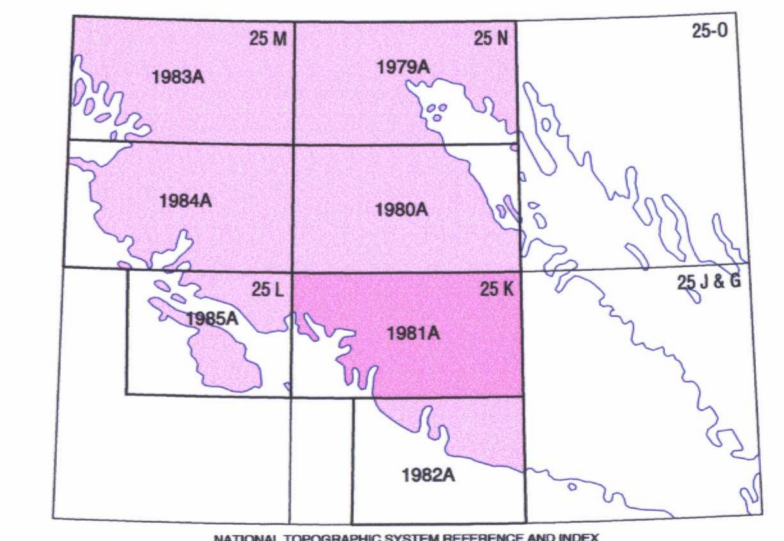 25 M
25 N
25-O
1983A
1979A
1984A
1980A
25 L
25 K
25 J & G
1985A
1981A
1982A
NATIONAL TOPOGRAPHIC SYSTEM REFERENCE AND INDEX